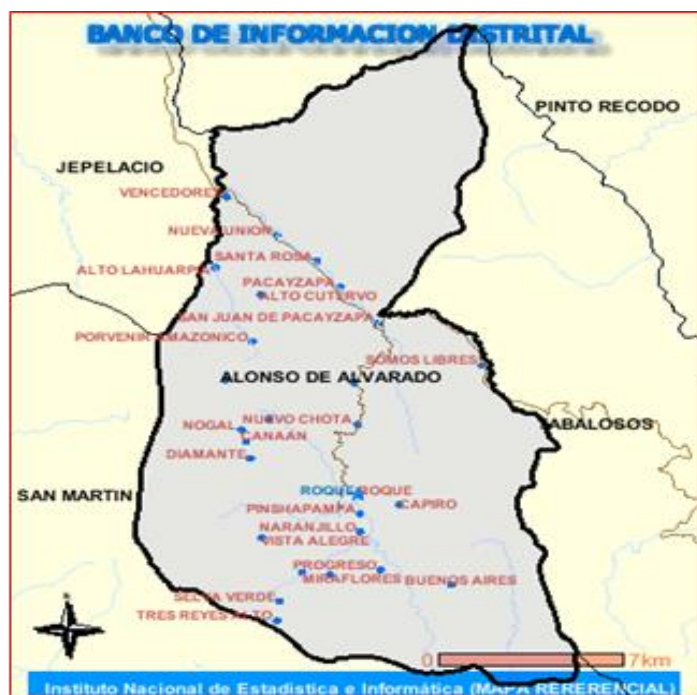 BANCO DE INFORMACION DISTRITAL
PINTO RECODO
JEPELACIO
VENCEDORES
NUEVA UNION
SANTA ROSA
ALTO LAHUARPIA
PACAYZAPA
ALTO CUTERVO
SAN JUAN DE PACAYZAPA
PORVENIR AMAZONICO
SOMOS LIBRES
ALONSO DE ALVARADO
NUEVO CHOTA
NOGAL
TABALOSOS
CANAAN
DIAMANTE
ROQUE ROQUE
SAN MARTIN
CAPIRO
PINSHAPAMPA
NARANJILLO
VISTA ALEGRE
PROGRESO
MIRAFLORES
BUENOS AIRES
SELVA VERDE
TRES REYES ALTO
0 7km
Instituto Nacional de Estadistica e Informática (MAPA RERERENCIAL)